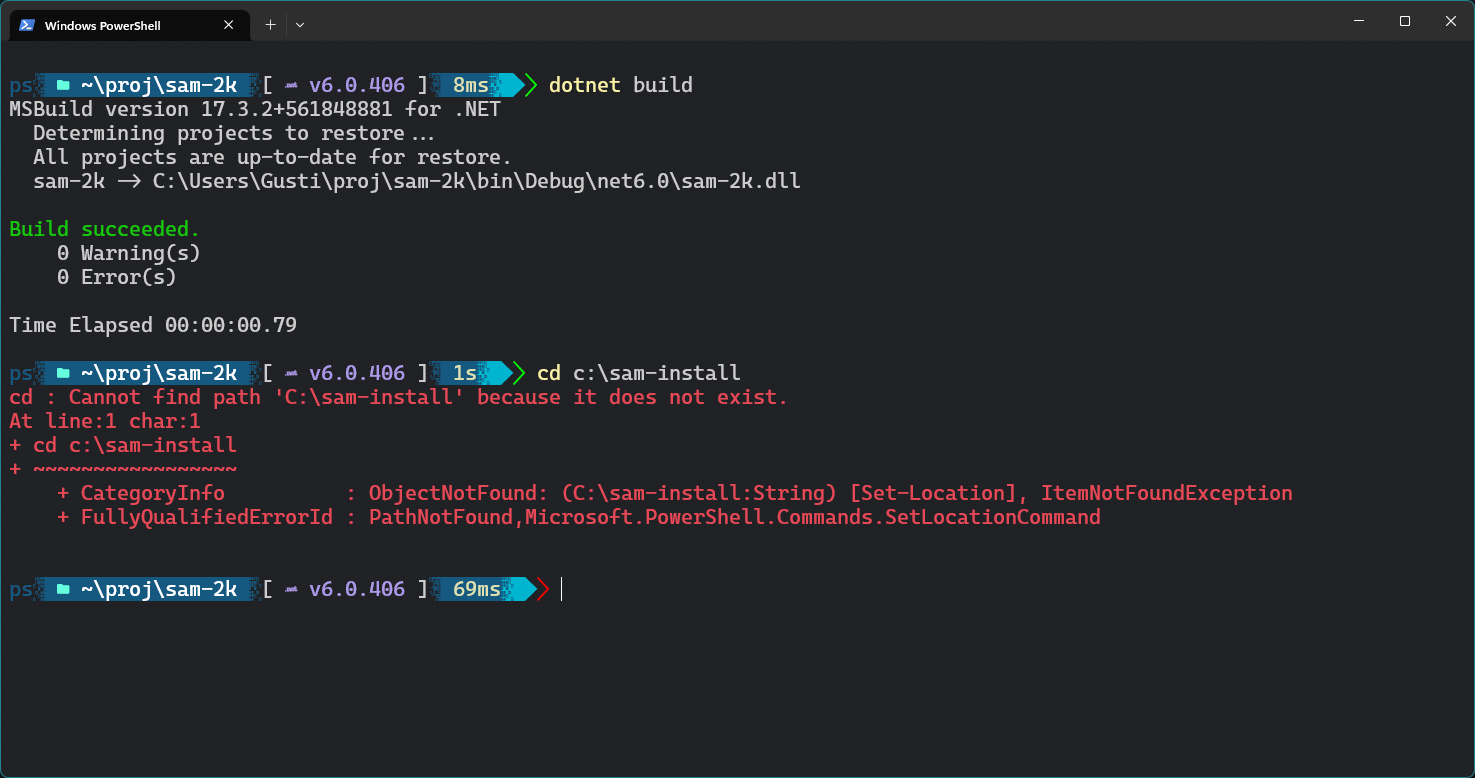 Windows PowerShell
ps ~\proj\sam-2k [ .net v6.0.406 ] 8ms dotnet build
MSBuild version 17.3.2+561848881 for .NET
  Determining projects to restore...
  All projects are up-to-date for restore.
  sam-2k -> C:\Users\Gusti\proj\sam-2k\bin\Debug\net6.0\sam-2k.dll
Build succeeded.
    0 Warning(s)
    0 Error(s)
Time Elapsed 00:00:00.79
ps ~\proj\sam-2k [ .net v6.0.406 ] 1s cd c:\sam-install
cd : Cannot find path 'C:\sam-install' because it does not exist.
At line:1 char:1
+ cd c:\sam-install
+ ~~~~~~~~~~~~~~~~~
    + CategoryInfo          : ObjectNotFound: (C:\sam-install:String) [Set-Location], ItemNotFoundException
    + FullyQualifiedErrorId : PathNotFound,Microsoft.PowerShell.Commands.SetLocationCommand
ps ~\proj\sam-2k [ .net v6.0.406 ] 69ms